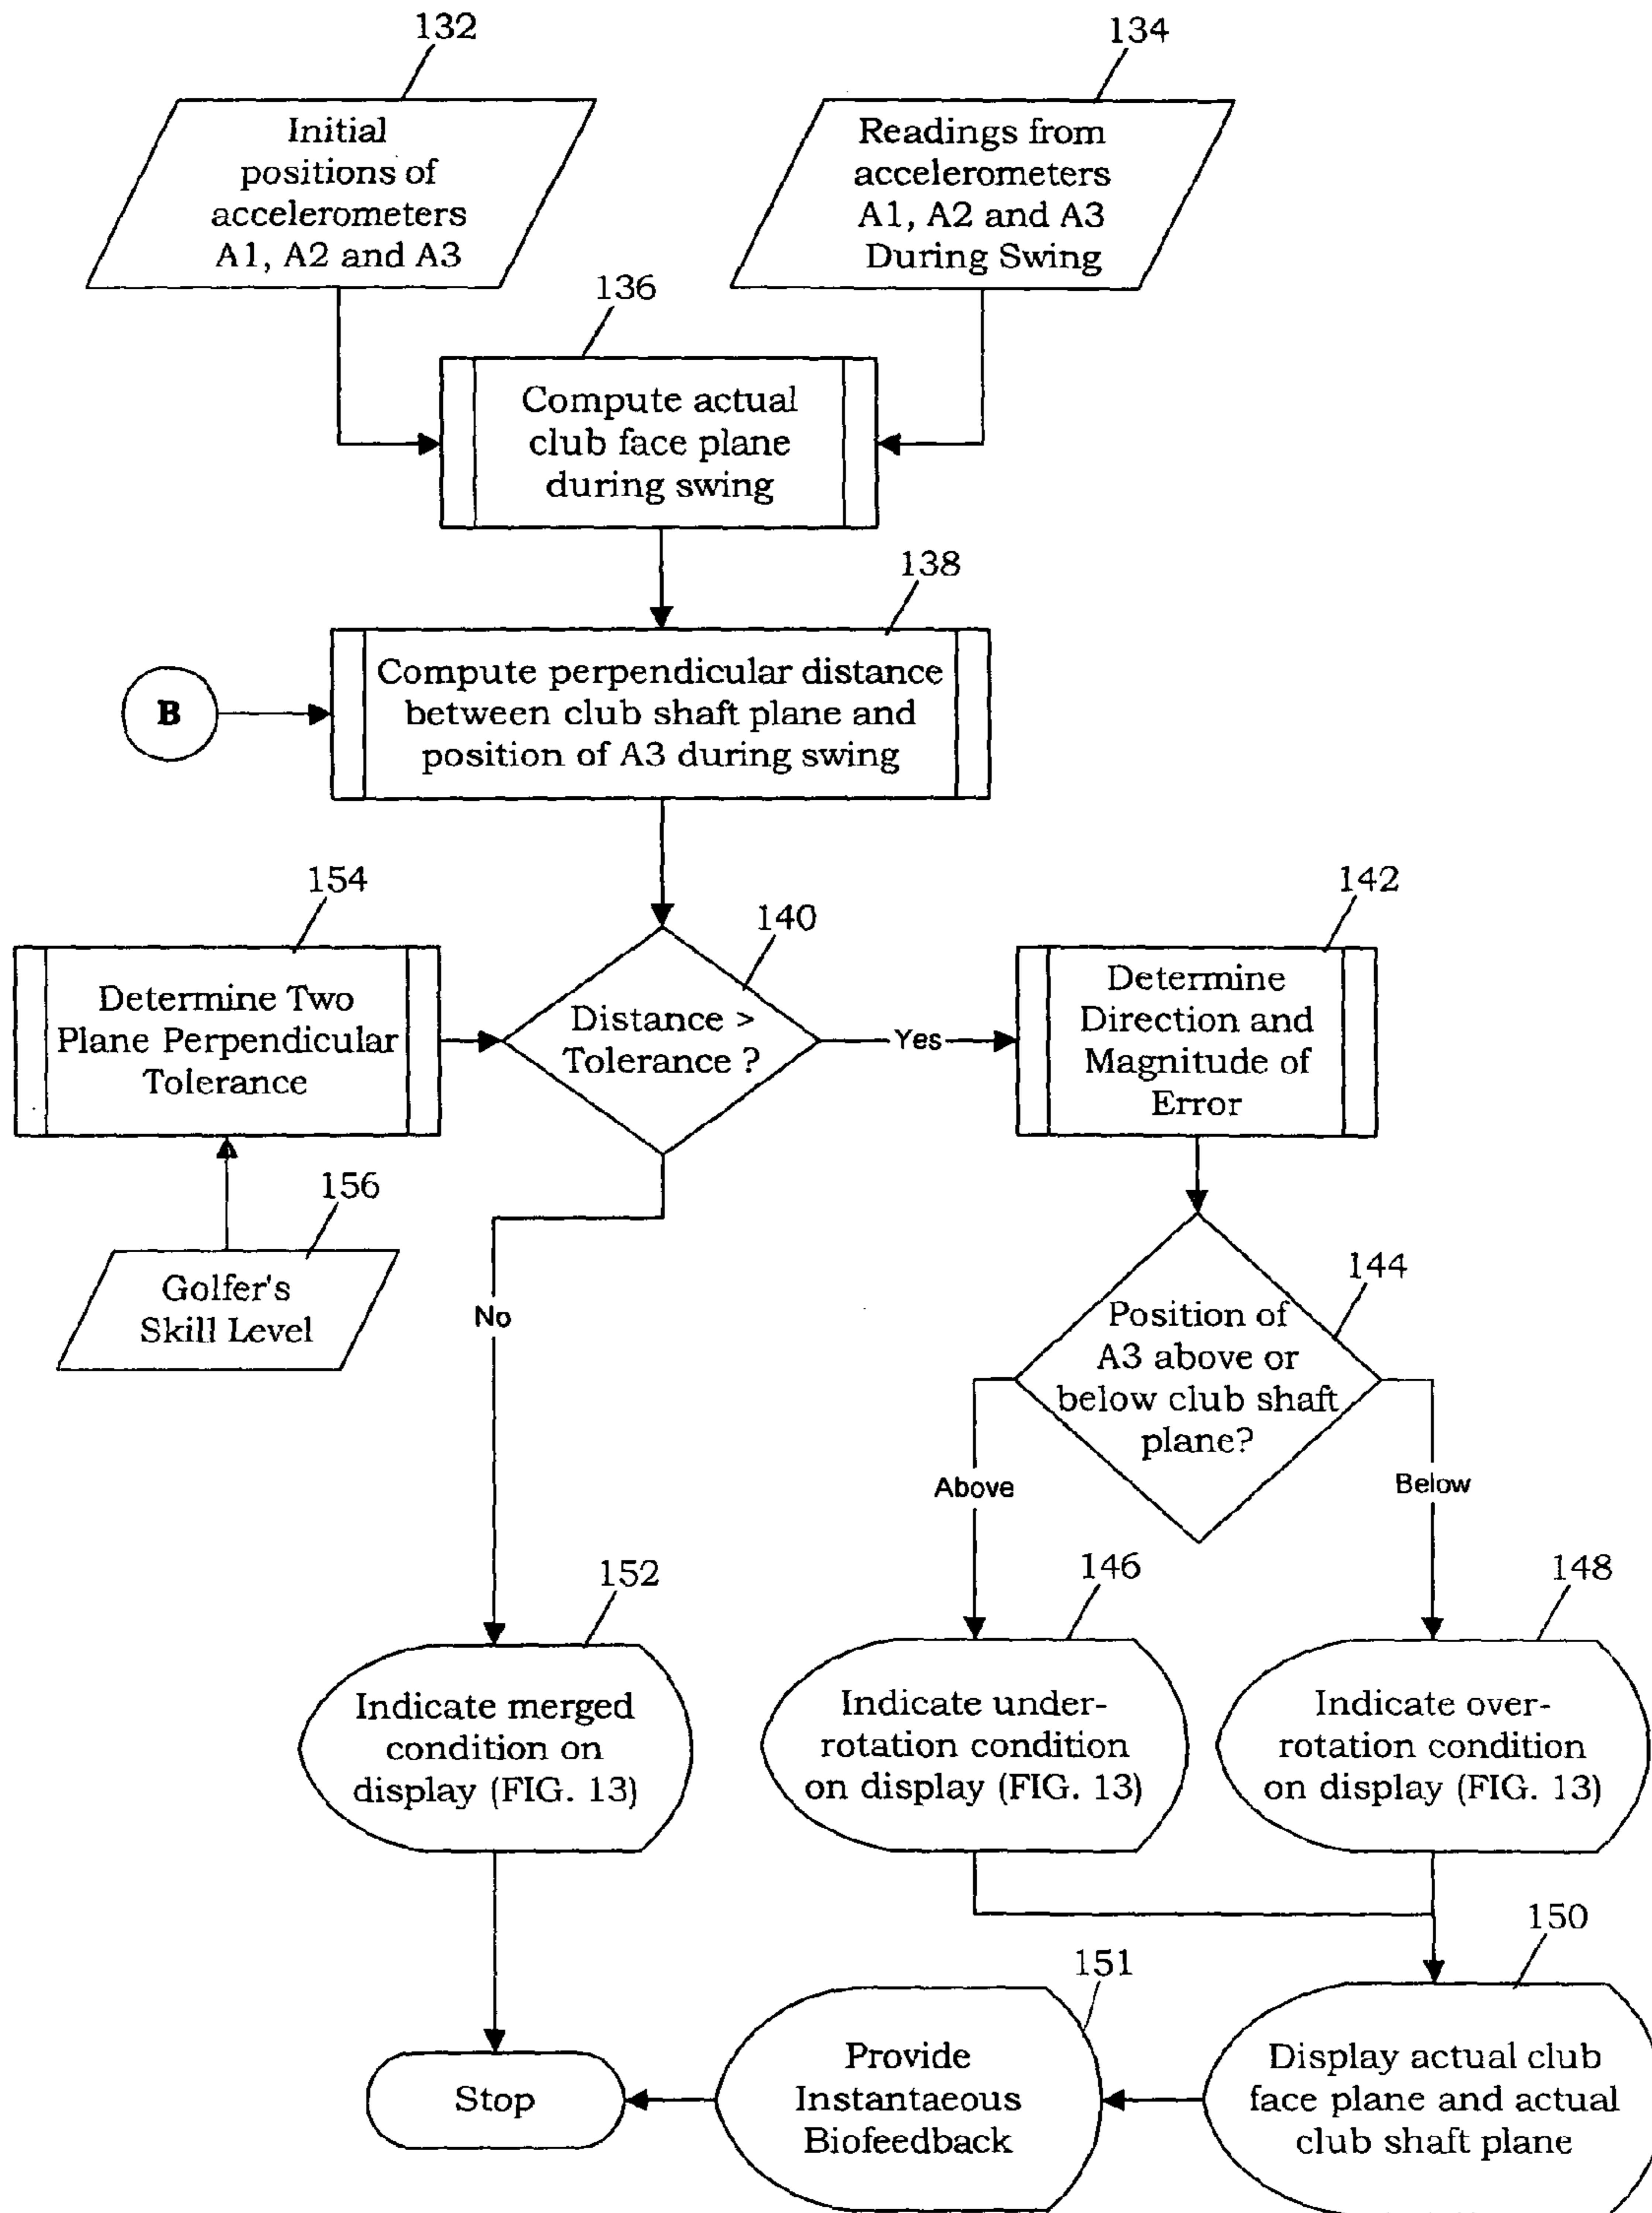 132
134
Initial
positions of
accelerometers
A1, A2 and A3
Readings from
accelerometers
A1, A2 and A3
During Swing
136
Compute actual
club face plane
during swing
138
Compute perpendicular distance
between club shaft plane and
position of A3 during swing
B
154
140
142
Determine Two
Plane Perpendicular
Tolerance
Distance >
Tolerance ?
Yes
Determine
Direction and
Magnitude of
Error
156
Golfer's
Skill Level
No
144
Position of
A3 above or
below club shaft
plane?
Above
Below
152
146
148
Indicate merged
condition on
display (FIG. 13)
Indicate under-
rotation condition
on display (FIG. 13)
Indicate over-
rotation condition
on display (FIG. 13)
151
150
Stop
Provide
Instantaeous
Biofeedback
Display actual club
face plane and actual
club shaft plane